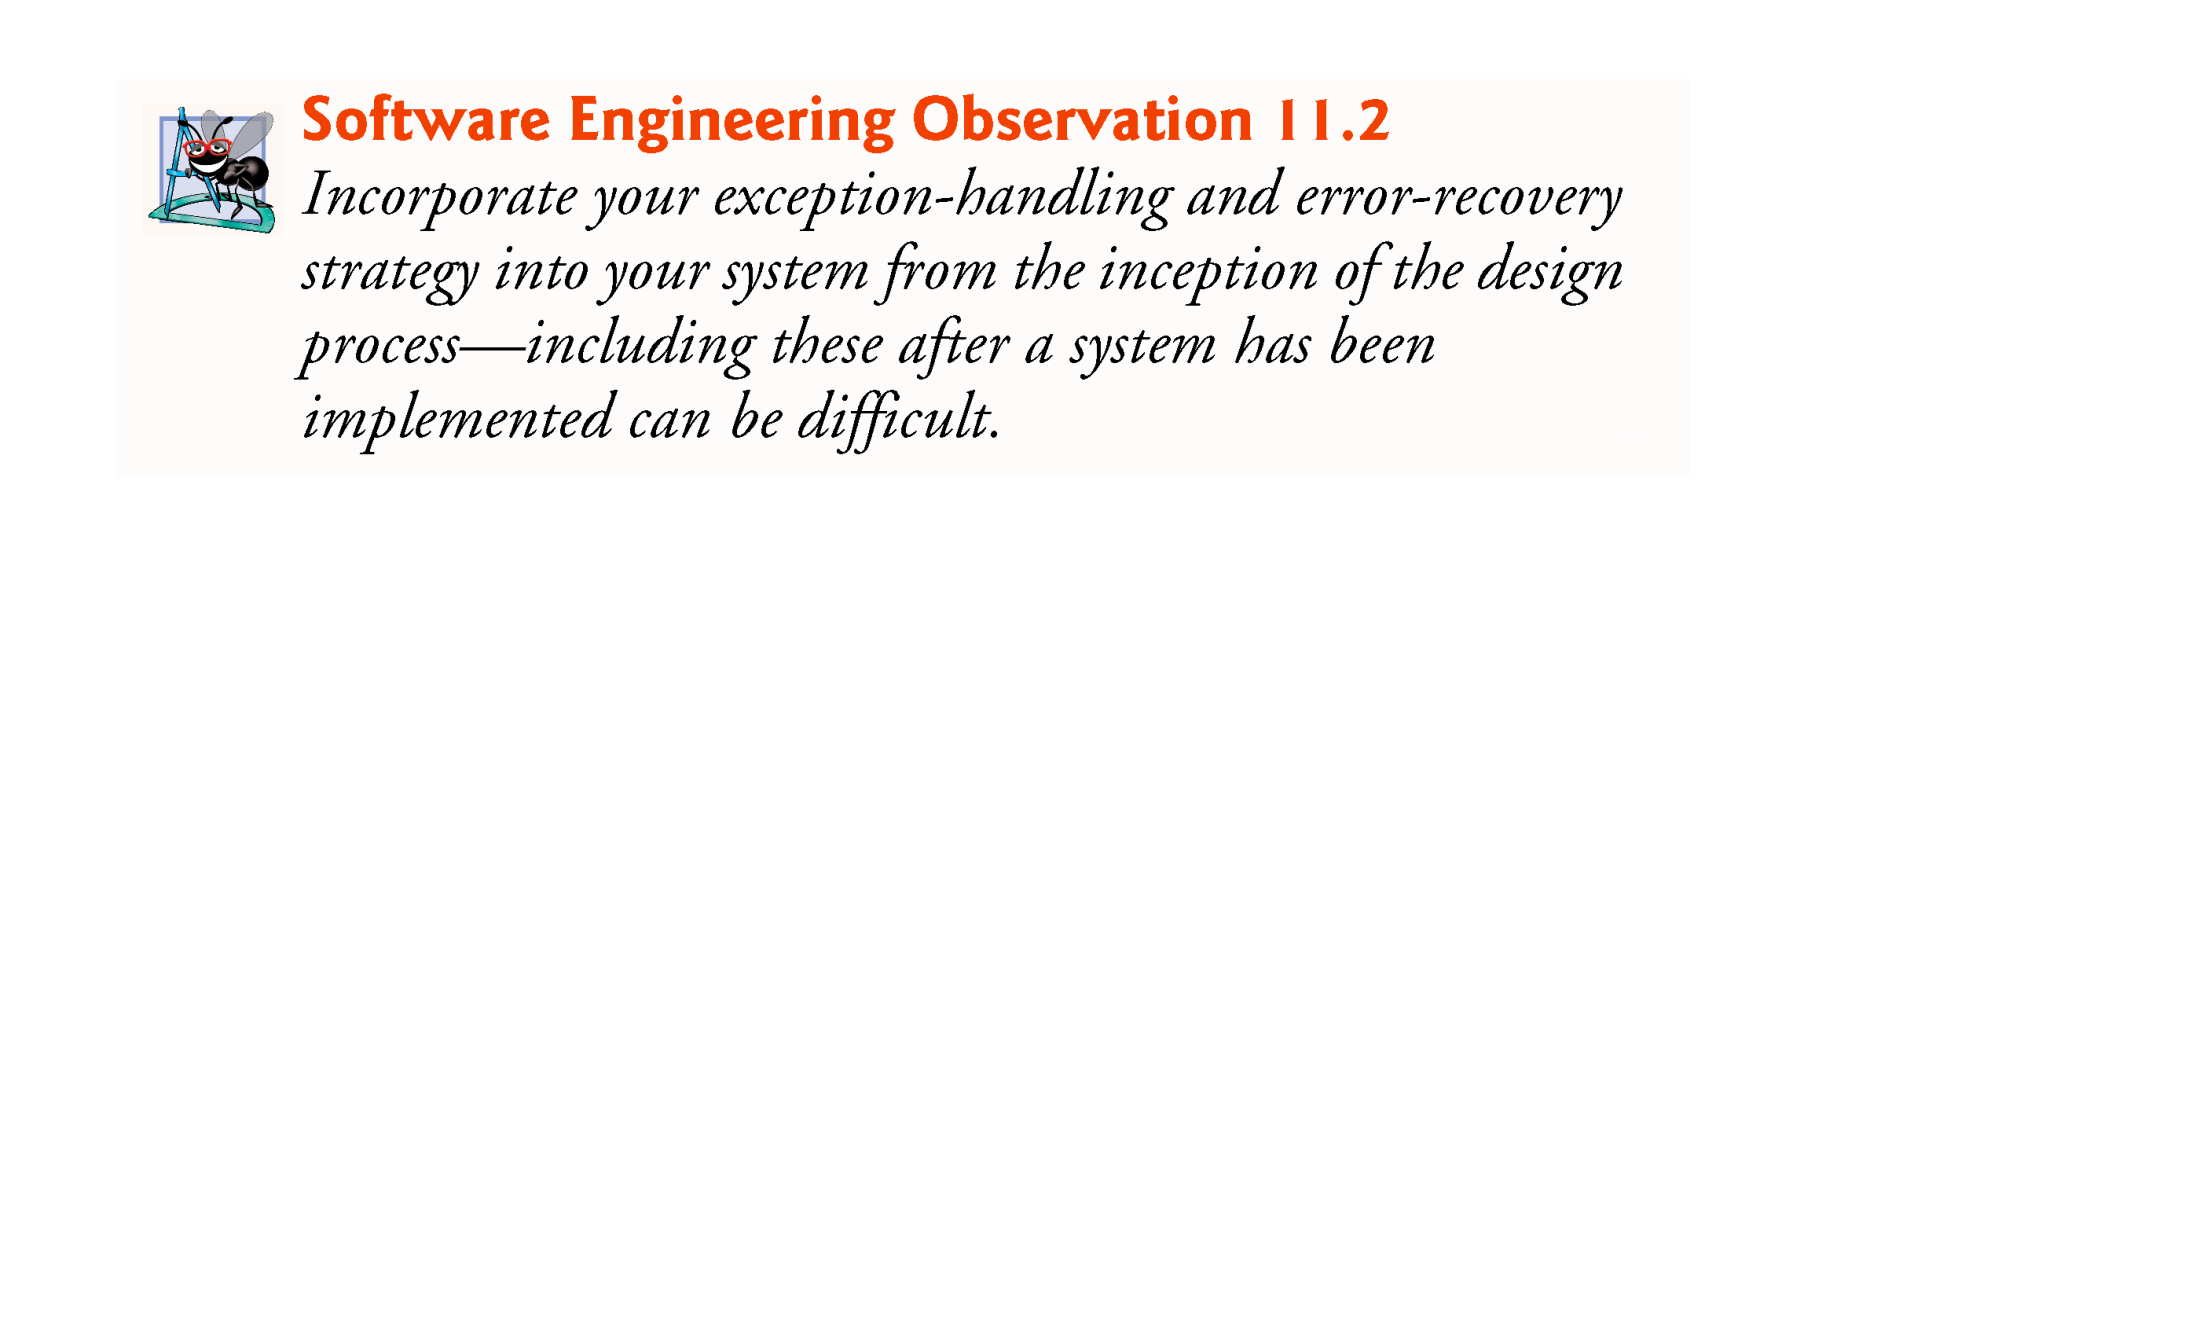 Software Engineering Observation 11.2
Incorporate your exception-handling and error-recovery
strategy into your system from the inception of the design
process—including these after a system has been
implemented can be difficult.